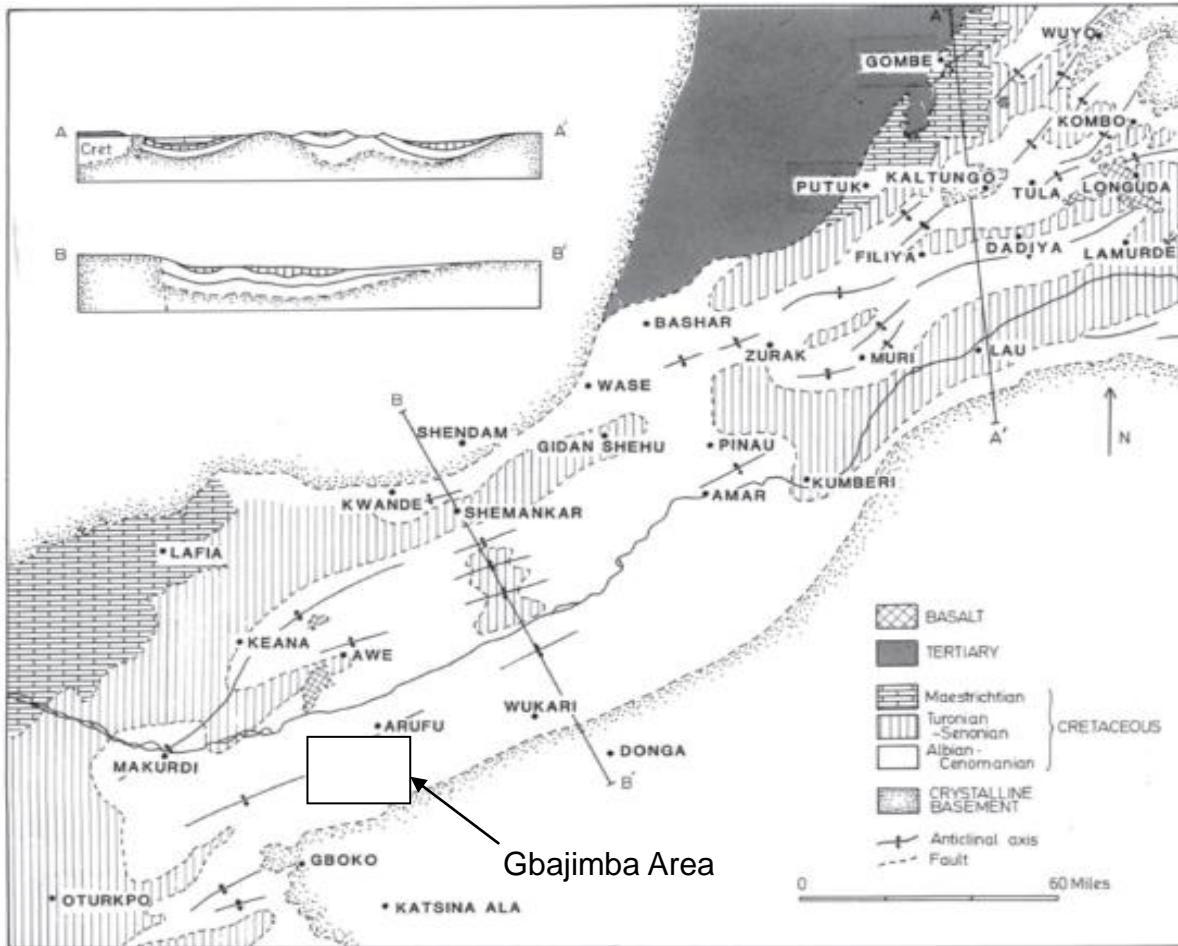 A
A'
Cret
B
B'
A
WUYO
GOMBE
KOMBO
PUTUK
KALTUNGO
TULA
LONGUDA
DADIYA
FILIYA
LAMURDE
BASHAR
ZURAK
MURI
LAU
WASE
B
SHENDAM
GIDAN SHEHU
PINAU
A'
N
KWANDE
AMAR
KUMBERI
SHEMANKAR
LAFIA
KEANA
AWE
WUKARI
ARUFU
MAKURDI
DONGA
B'
Gbajimba Area
GBOKO
OTURKPO
KATSINA ALA
BASALT
TERTIARY
Maestrichtian
Turonian
-Senonian
CRETACEOUS
Albian-
Cenomanian
CRYSTALLINE
BASEMENT
Anticlinal axis
Fault
0 60 Miles